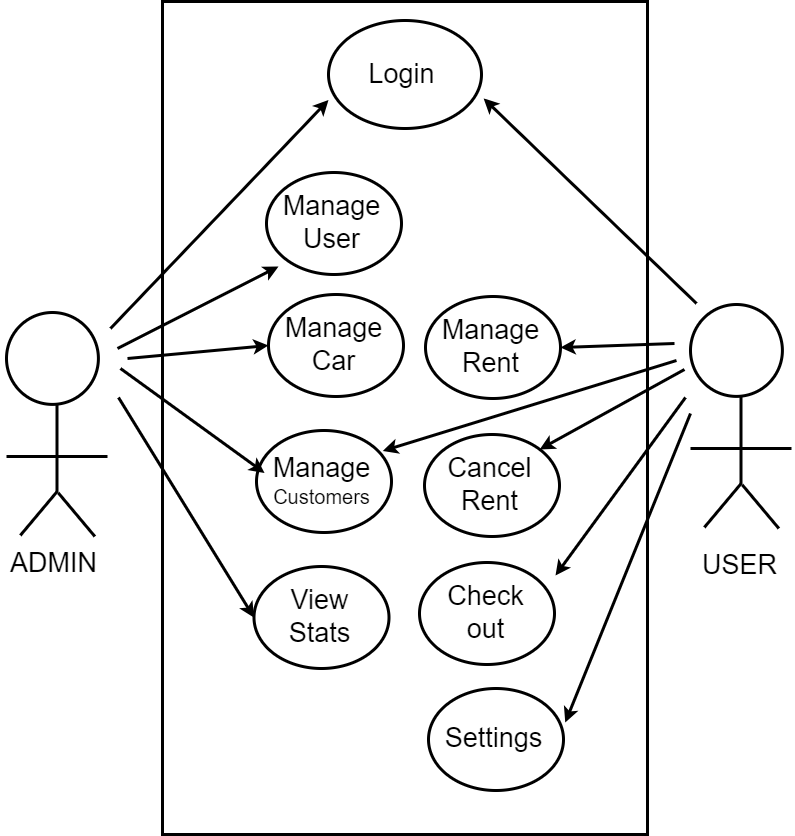 Login
Manage
User
Manage
Car
Manage
Rent
Manage
Customers
Cancel
Rent
ADMIN
USER
View
Stats
Check
out
Settings